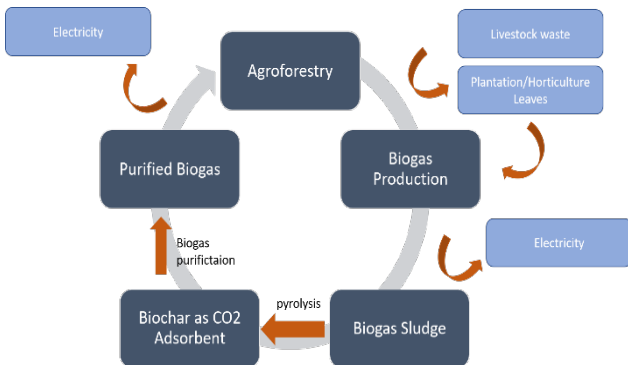 Electricity
Agroforestry
Livestock waste
Plantation/Horticulture
Leaves
Purified Biogas
Biogas
Production
Biogas
purifictaion
Electricity
Biochar as CO2
Adsorbent
pyrolysis
Biogas Sludge